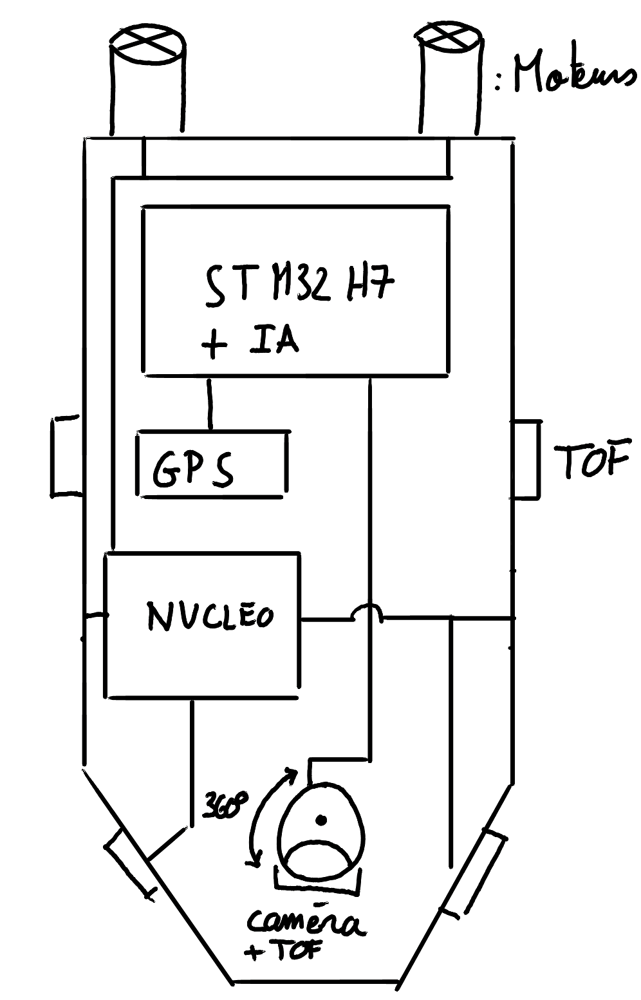 : Moteurs
STM32 H7
+ IA
GPS
TOF
NUCLEO
360°
caméra
+ TOF